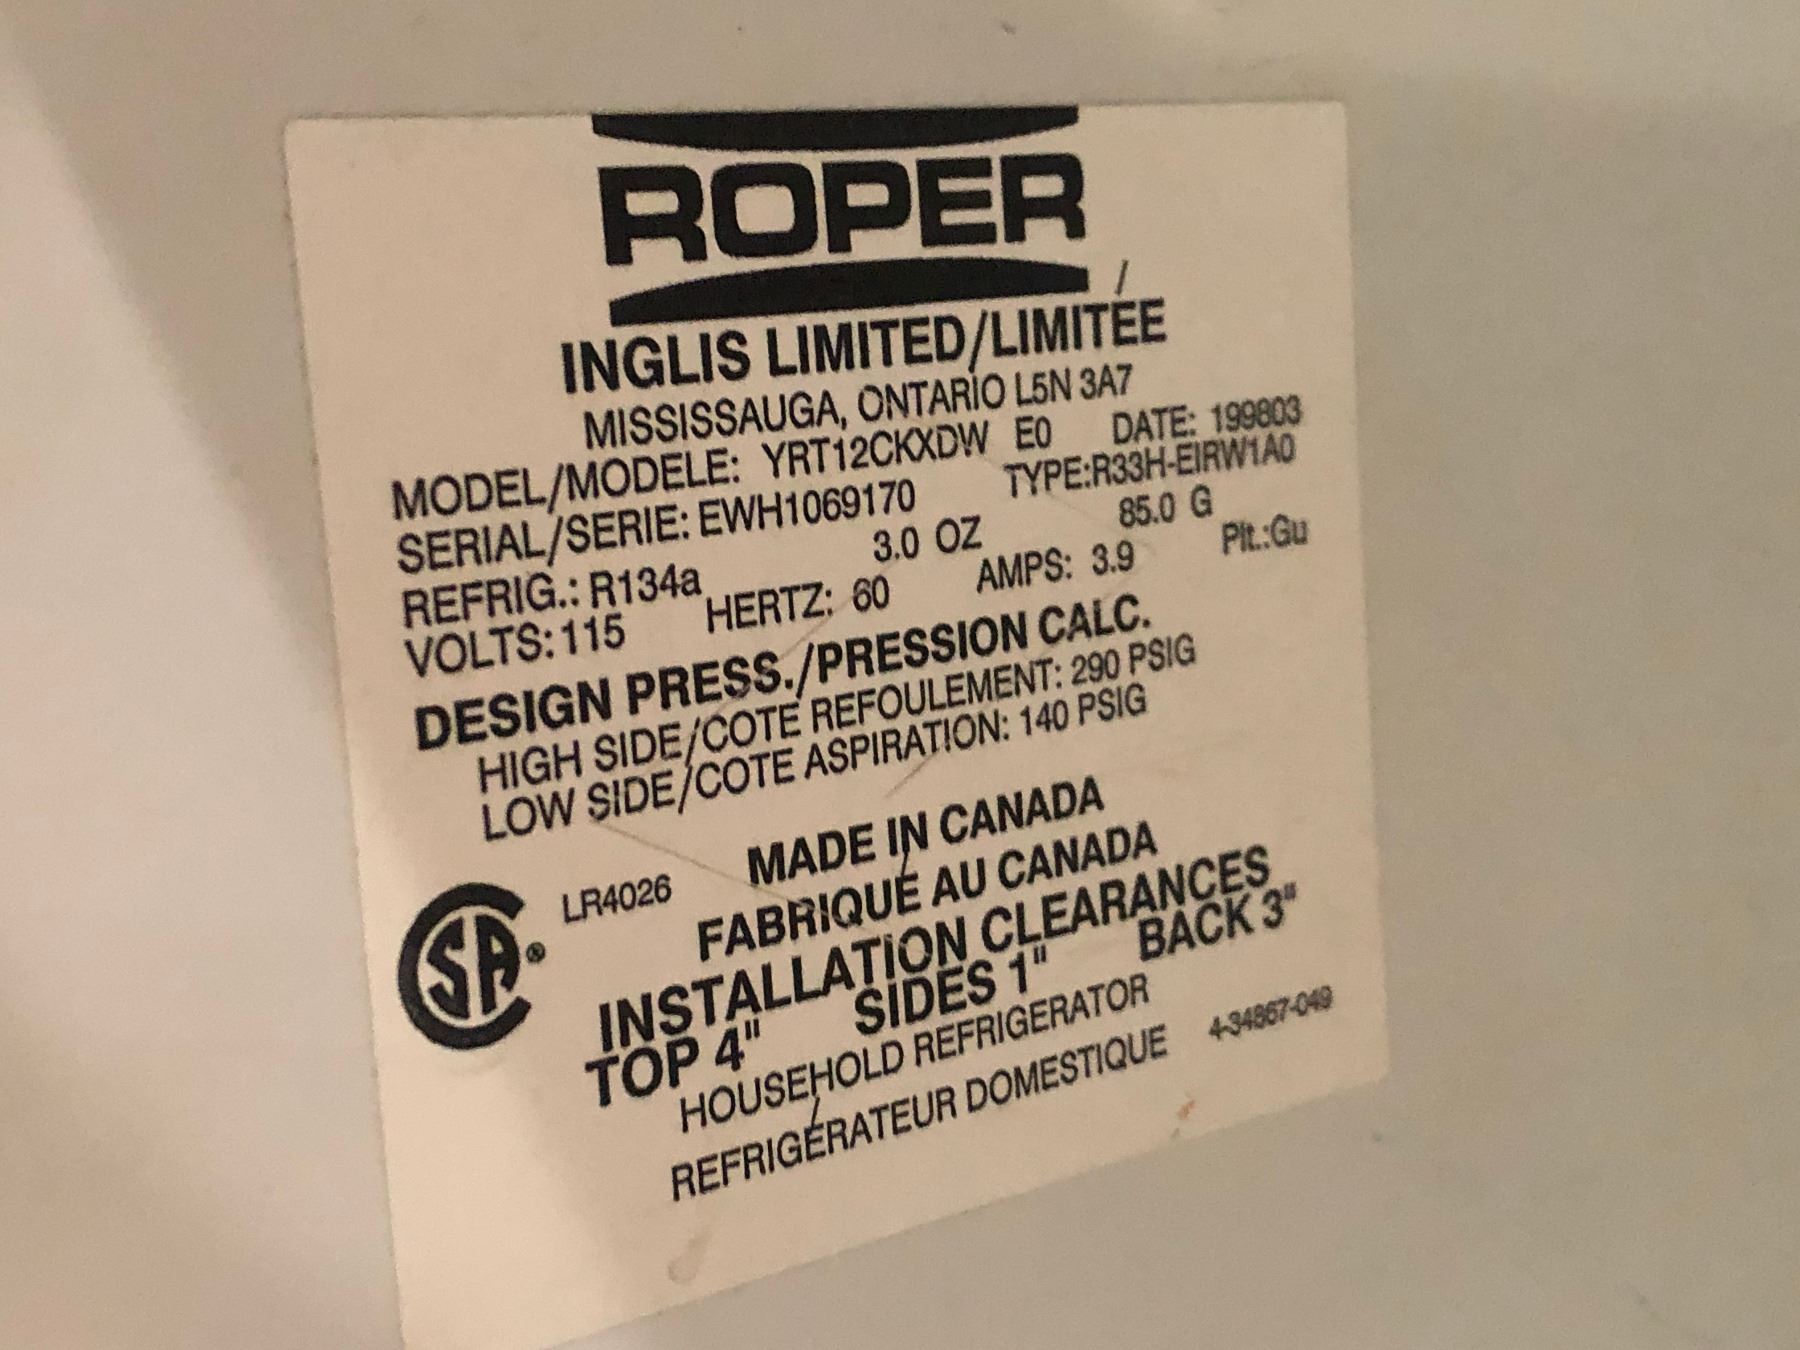 ROPER
INGLIS LIMITED/LIMITÉE
MISSISSAUGA, ONTARIO L5N 3A7
MODEL/MODELE: YRT12CKXDW E0 DATE: 199803
SERIAL/SERIE: EWH1069170 TYPE:R33H-EIRW1A0
REFRIG.: R134a 3.0 OZ 85.0 G
VOLTS: 115 HERTZ: 60 AMPS: 3.9 Plt.:Gu
DESIGN PRESS./PRESSION CALC.
HIGH SIDE/COTE REFOULEMENT: 290 PSIG
LOW SIDE/COTE ASPIRATION: 140 PSIG
MADE IN CANADA
LR4026
FABRIQUÉ AU CANADA
SA®
INSTALLATION CLEARANCES
TOP 4" SIDES 1" BACK 3"
HOUSEHOLD REFRIGERATOR
REFRIGÉRATEUR DOMESTIQUE 4-34867-049